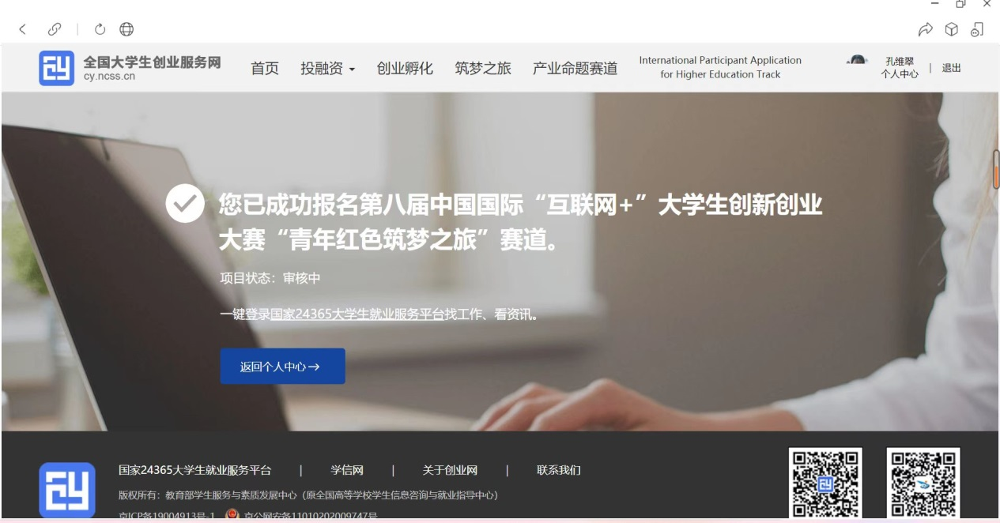 全国大学生创业服务网
cy.ncss.cn
首页 投融资 创业孵化 筑梦之旅 产业命题赛道
International Participant Application
for Higher Education Track
孔维翠
个人中心 | 退出
您已成功报名第八届中国国际“互联网+”大学生创新创业
大赛“青年红色筑梦之旅”赛道。
项目状态：审核中
一键登录国家24365大学生就业服务平台找工作、看资讯。
返回个人中心→
国家24365大学生就业服务平台 | 学信网 | 关于创业网 | 联系我们
版权所有：教育部学生服务与素质发展中心（原全国高等学校学生信息咨询与就业指导中心）
京ICP备19004913号-1 京公网安备11010202009747号